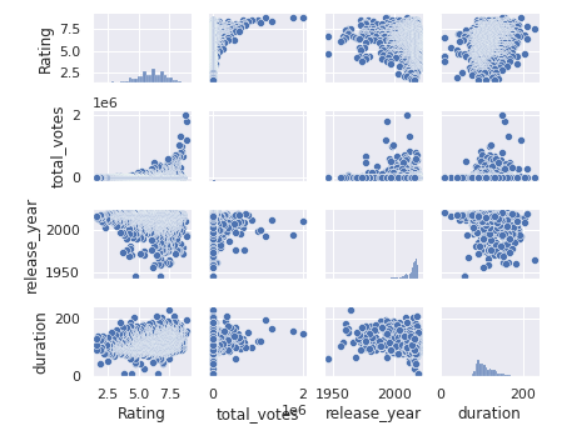 7.5
5.0
2.5
Rating
1e6
2
0
total_votes
2000
1950
release_year
200
0
duration
2.5 5.0 7.5 0 2 1950 2000 0 200
1e6
Rating total_votes release_year duration